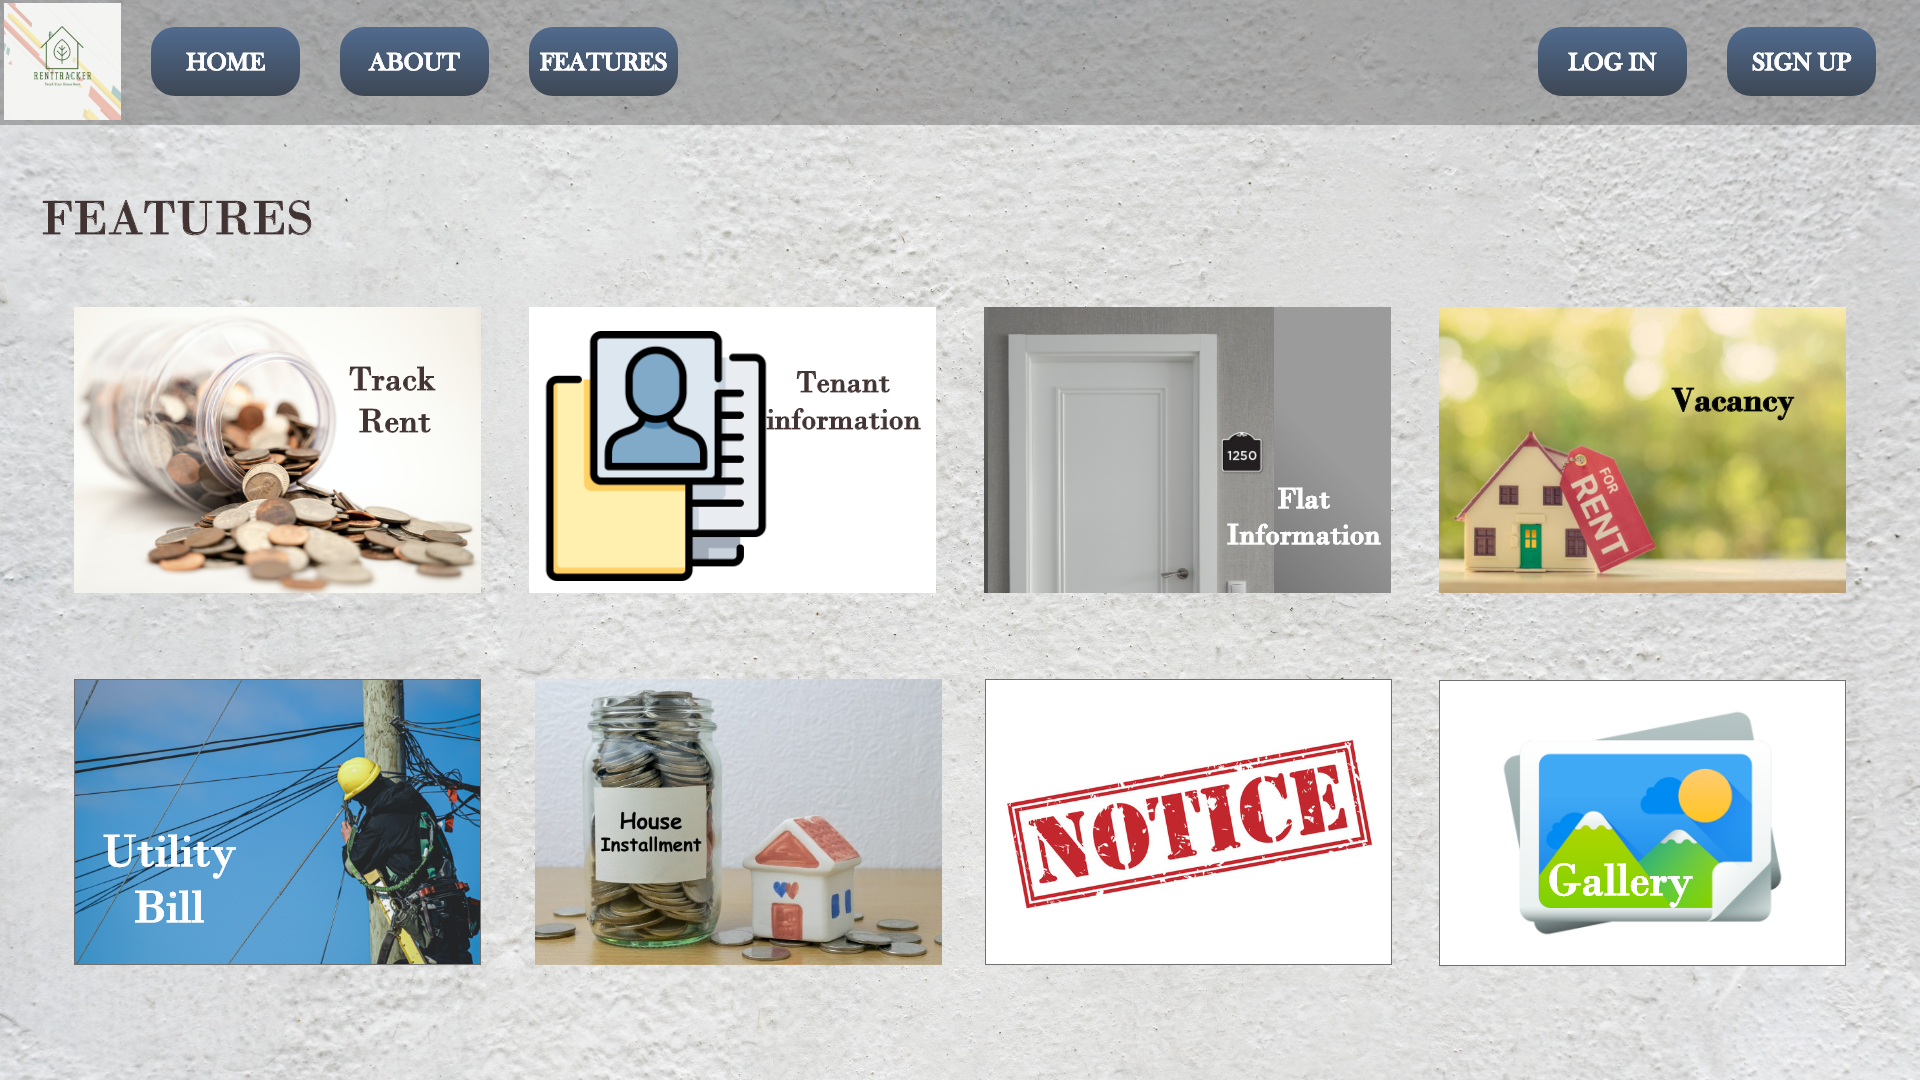 RENTTRACKER
HOME
ABOUT
FEATURES
LOG IN
SIGN UP
FEATURES
Track
Rent
Tenant
information
1250
Flat
Information
Vacancy
FOR
RENT
Utility
Bill
House
Installment
NOTICE
Gallery